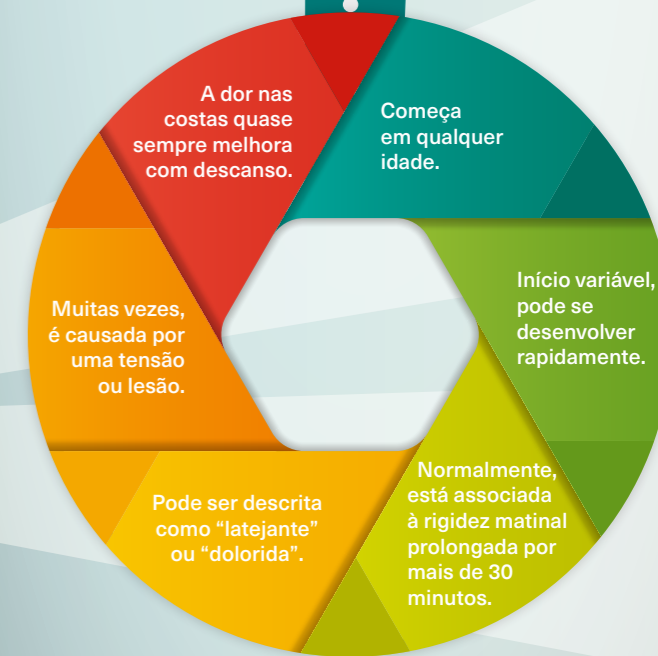 A dor nas
costas quase
sempre melhora
com descanso.
Começa
em qualquer
idade.
Início variável,
pode se
desenvolver
rapidamente.
Normalmente,
está associada
à rigidez matinal
prolongada por
mais de 30
minutos.
Pode ser descrita
como “latejante”
ou “dolorida”.
Muitas vezes,
é causada por
uma tensão
ou lesão.